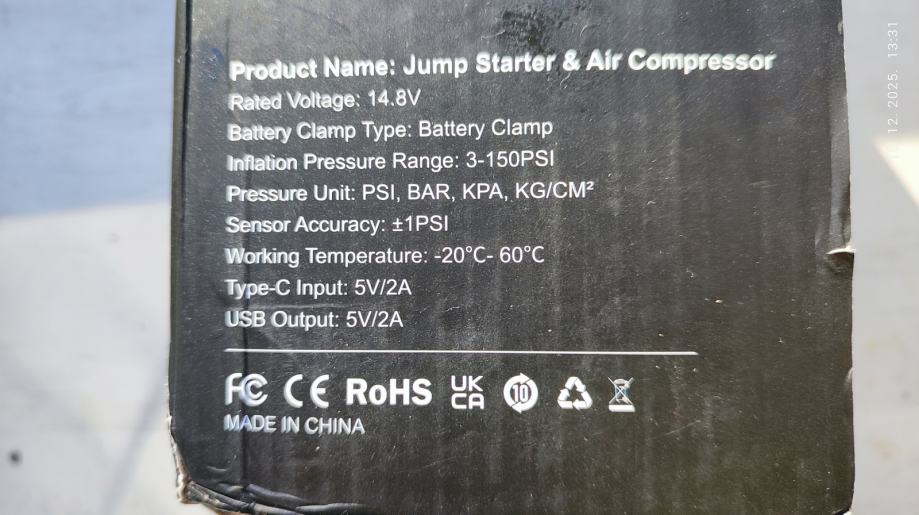 Product Name: Jump Starter & Air Compressor
Rated Voltage: 14.8V
Battery Clamp Type: Battery Clamp
Inflation Pressure Range: 3-150PSI
Pressure Unit: PSI, BAR, KPA, KG/CM²
Sensor Accuracy: ±1PSI
Working Temperature: -20℃- 60℃
Type-C Input: 5V/2A
USB Output: 5V/2A
FC CE RoHS UK CA 10
MADE IN CHINA
12. 2025. 13:31